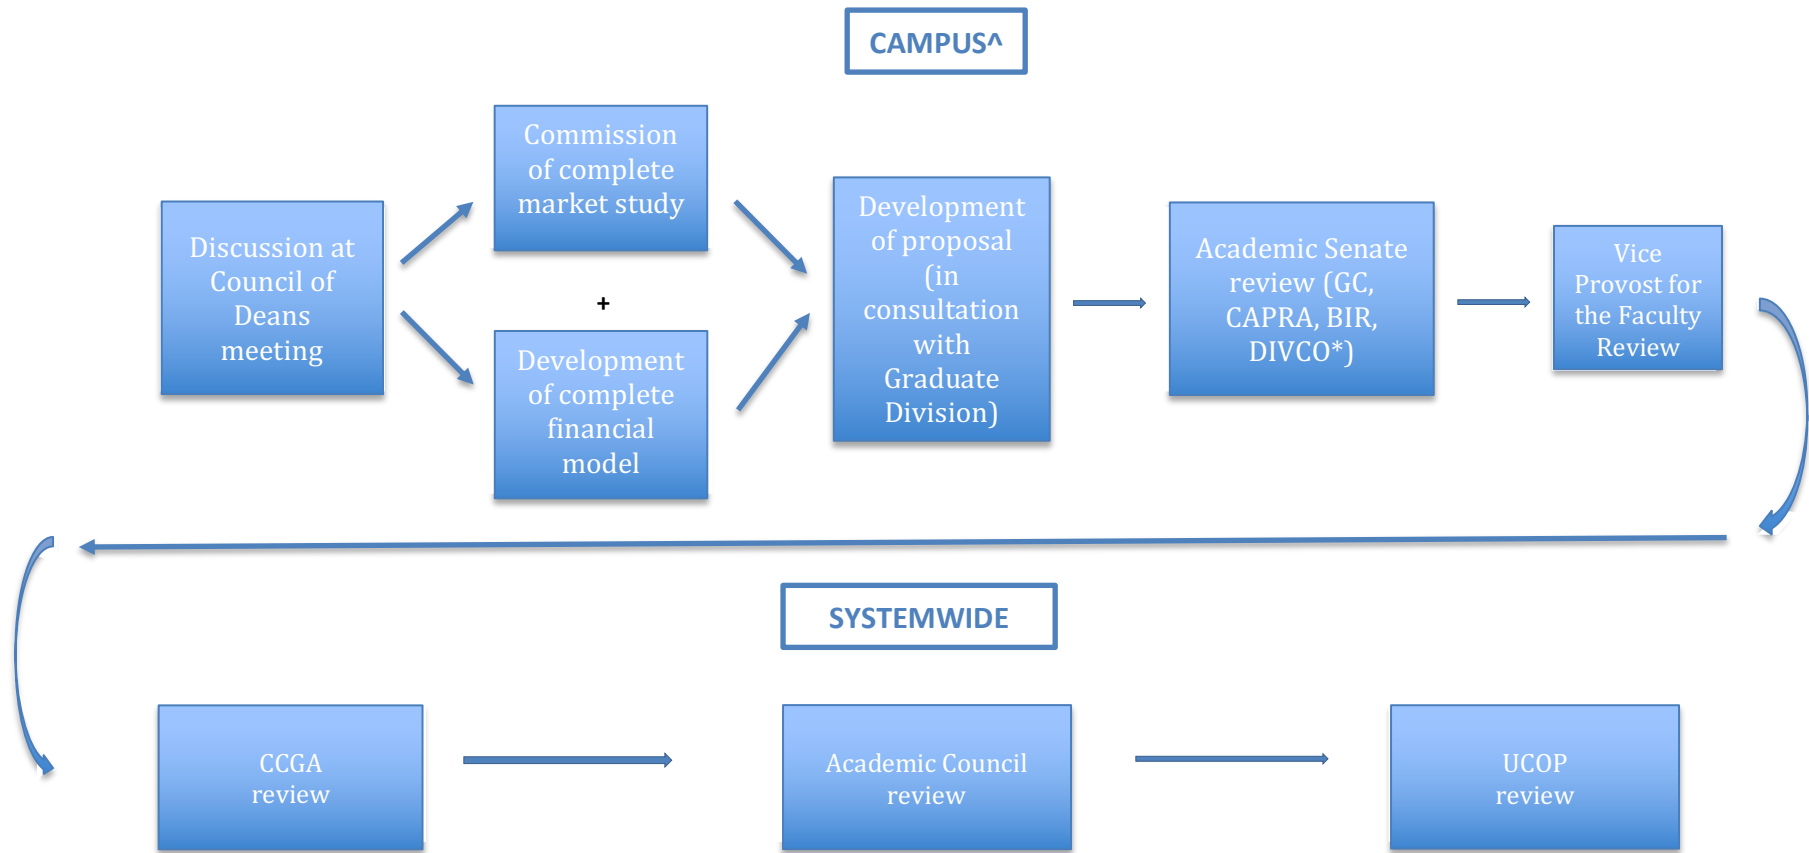 CAMPUS^
Discussion at
Council of
Deans
meeting
Commission
of complete
market study
+
Development
of complete
financial
model
Development
of proposal
(in
consultation
with
Graduate
Division)
Academic Senate
review (GC,
CAPRA, BIR,
DIVCO*)
Vice
Provost for
the Faculty
Review
SYSTEMWIDE
CCGA
review
Academic Council
review
UCOP
review